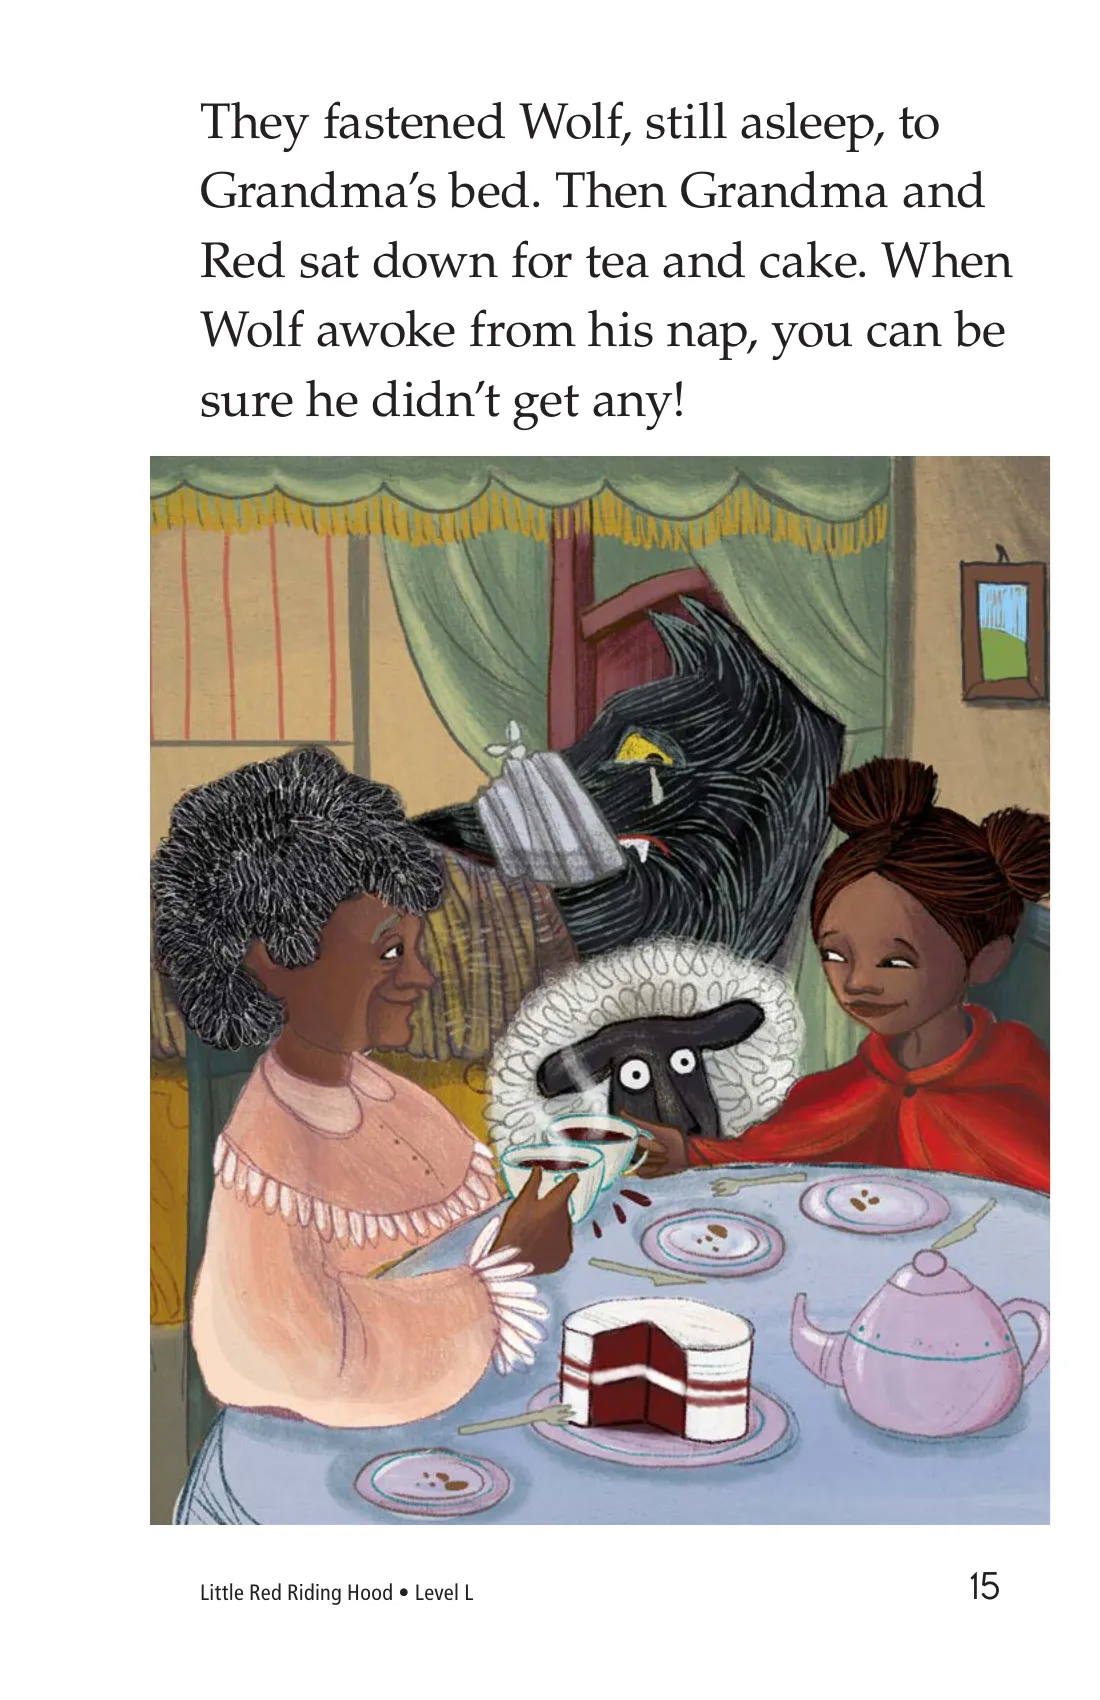 They fastened Wolf, still asleep, to
Grandma’s bed. Then Grandma and
Red sat down for tea and cake. When
Wolf awoke from his nap, you can be
sure he didn’t get any!
Little Red Riding Hood • Level L
15